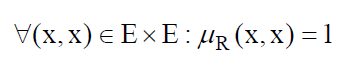 ∀(x, x) ∈ E × E : μ_R (x, x) = 1